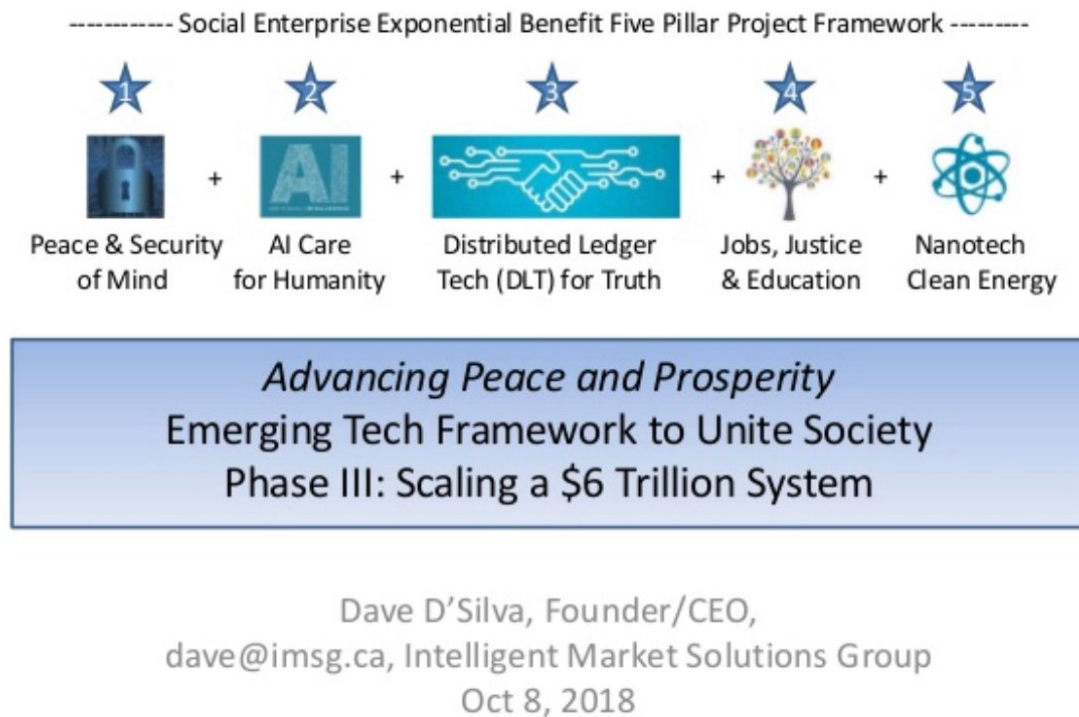 ------------ Social Enterprise Exponential Benefit Five Pillar Project Framework ---------
1 2 3 4 5
AI
+ + + +
Peace & Security
of Mind
AI Care
for Humanity
Distributed Ledger
Tech (DLT) for Truth
Jobs, Justice
& Education
Nanotech
Clean Energy
Advancing Peace and Prosperity
Emerging Tech Framework to Unite Society
Phase III: Scaling a $6 Trillion System
Dave D’Silva, Founder/CEO,
dave@imsg.ca, Intelligent Market Solutions Group
Oct 8, 2018